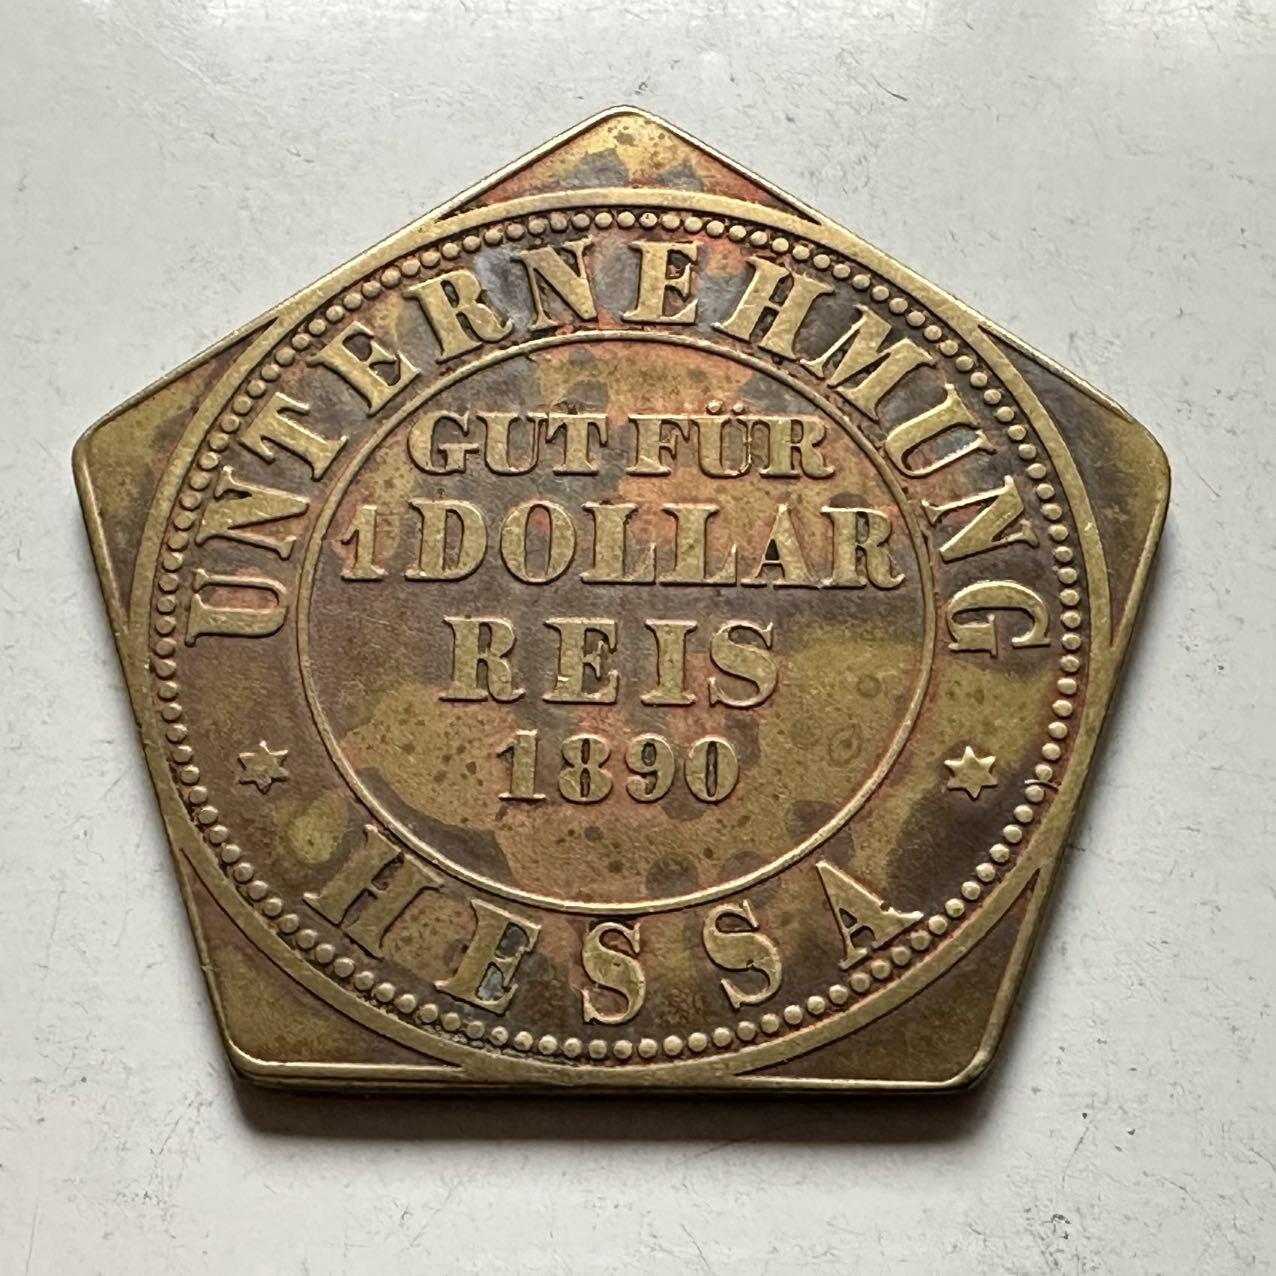 UNTERNEHMUNG
GUT FÜR
1 DOLLAR
REIS
1890
HESSA